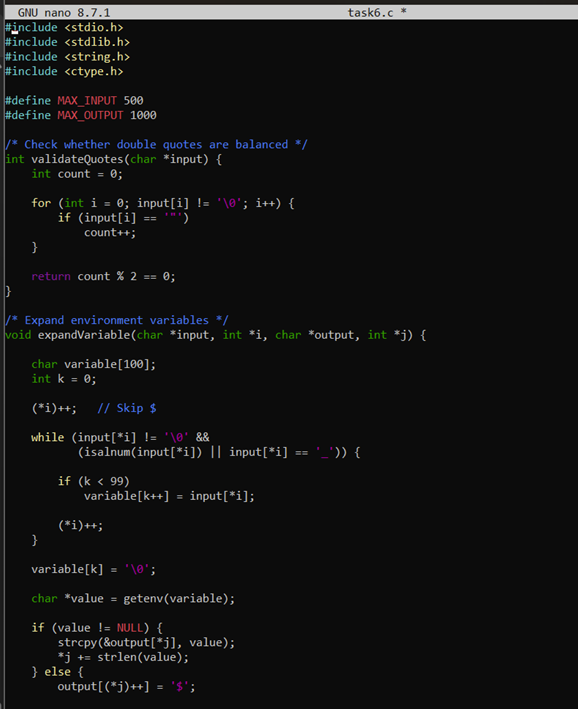 GNU nano 8.7.1 task6.c *
#include <stdio.h>
#include <stdlib.h>
#include <string.h>
#include <ctype.h>
#define MAX_INPUT 500
#define MAX_OUTPUT 1000
/* Check whether double quotes are balanced */
int validateQuotes(char *input) {
    int count = 0;
    for (int i = 0; input[i] != '\0'; i++) {
        if (input[i] == '"')
            count++;
    }
    return count % 2 == 0;
}
/* Expand environment variables */
void expandVariable(char *input, int *i, char *output, int *j) {
    char variable[100];
    int k = 0;
    (*i)++;   // Skip $
    while (input[*i] != '\0' &&
           (isalnum(input[*i]) || input[*i] == '_')) {
        if (k < 99)
            variable[k++] = input[*i];
        (*i)++;
    }
    variable[k] = '\0';
    char *value = getenv(variable);
    if (value != NULL) {
        strcpy(&output[*j], value);
        *j += strlen(value);
    } else {
        output[(*j)++] = '$';